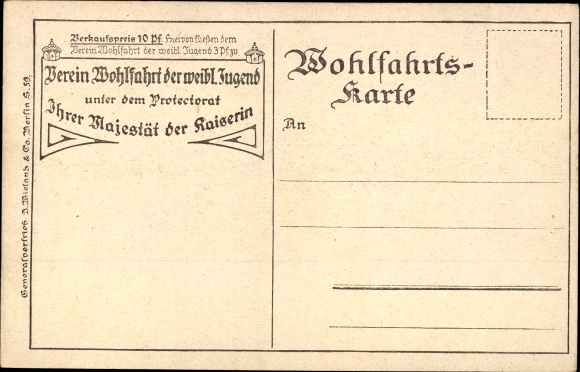 Verkaufspreis 10 Pf. Hiervon fließen dem
Verein Wohlfahrt der weibl. Jugend 3 Pf. zu
Verein Wohlfahrt der weibl. Jugend
unter dem Protectorat
Ihrer Majestät der Kaiserin
Wohlfahrts-
Karte
An
Generalvertrieb D. Wieland & Co. Berlin S. 59.